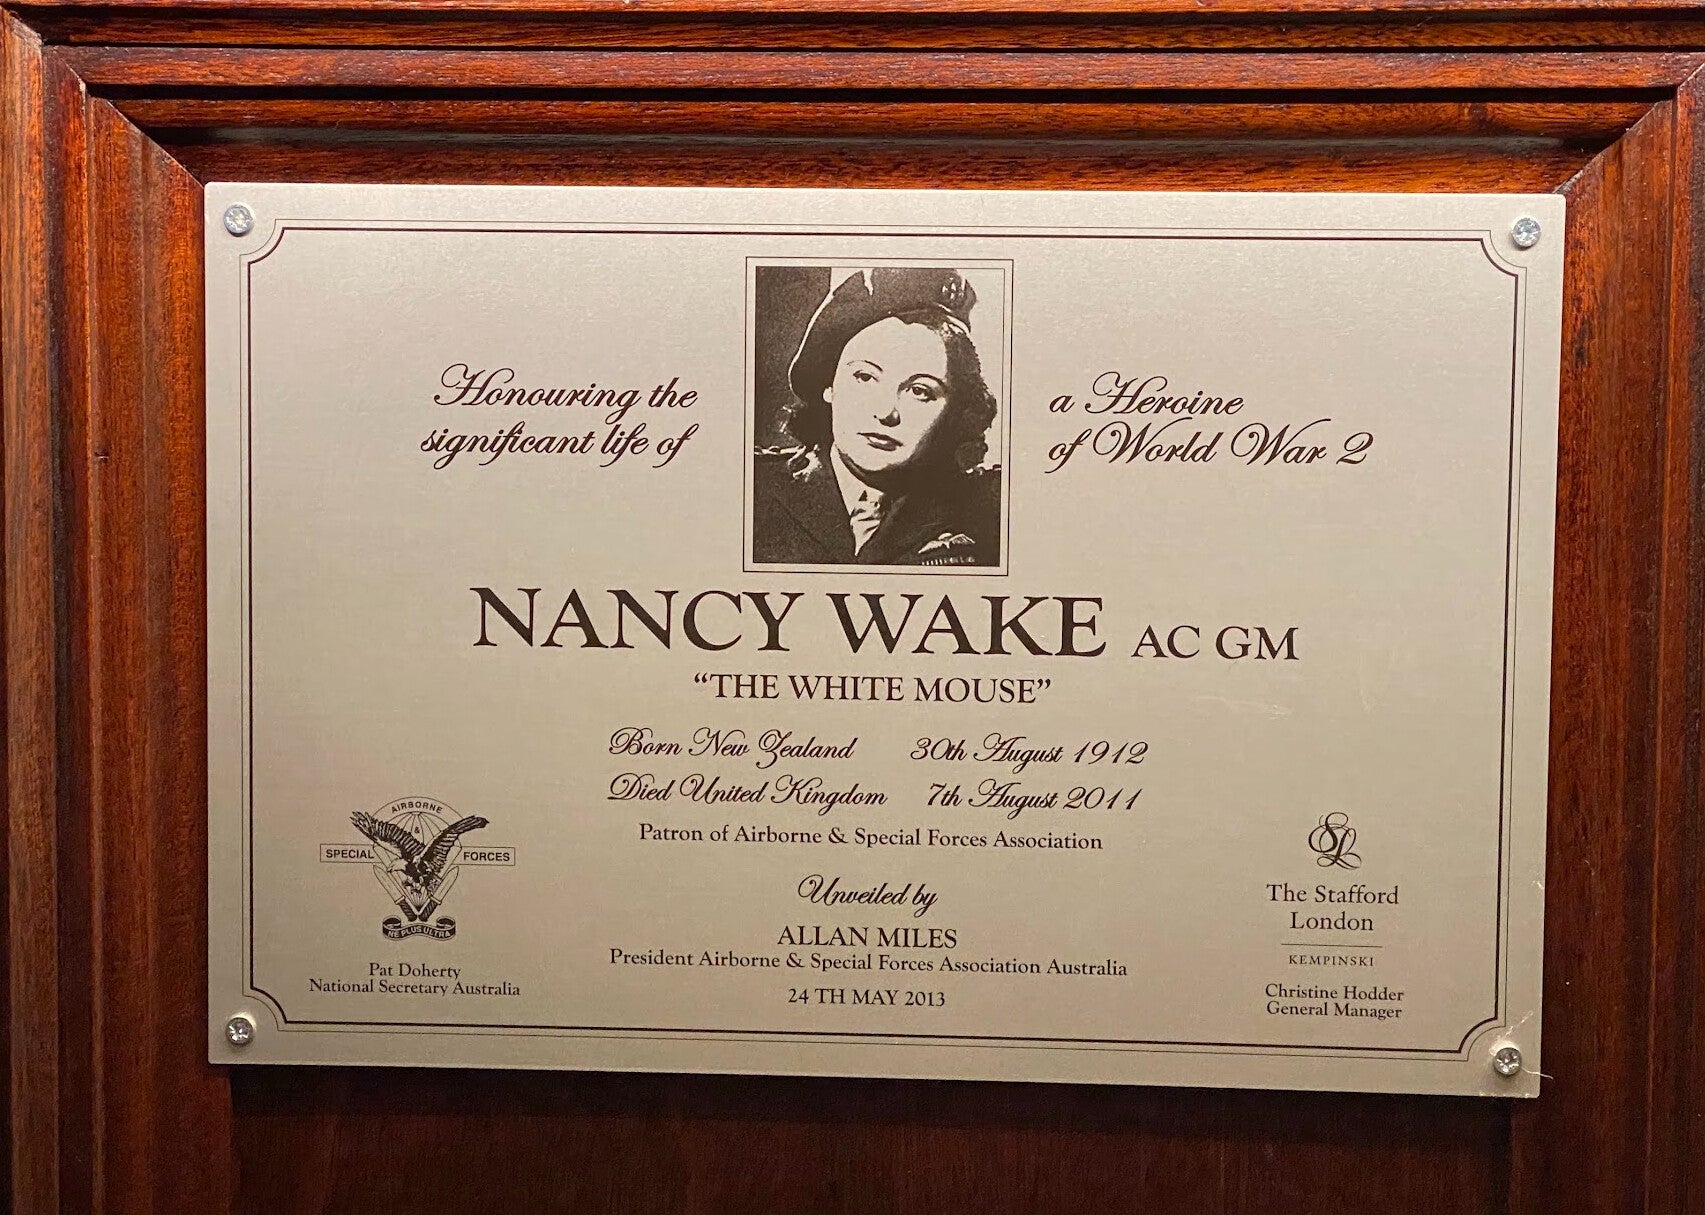 Honouring the
significant life of
a Heroine
of World War 2
NANCY WAKE AC GM
“THE WHITE MOUSE”
Born New Zealand 30th August 1912
Died United Kingdom 7th August 2011
Patron of Airborne & Special Forces Association
Unveiled by
ALLAN MILES
President Airborne & Special Forces Association Australia
24 TH MAY 2013
AIRBORNE
&
SPECIAL FORCES
NE PLUS ULTRA
Pat Doherty
National Secretary Australia
SL
The Stafford
London
KEMPINSKI
Christine Hodder
General Manager